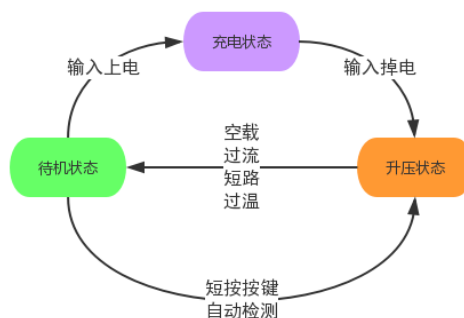 充电状态
输入上电
输入掉电
空载
过流
短路
过温
待机状态
升压状态
短按按键
自动检测